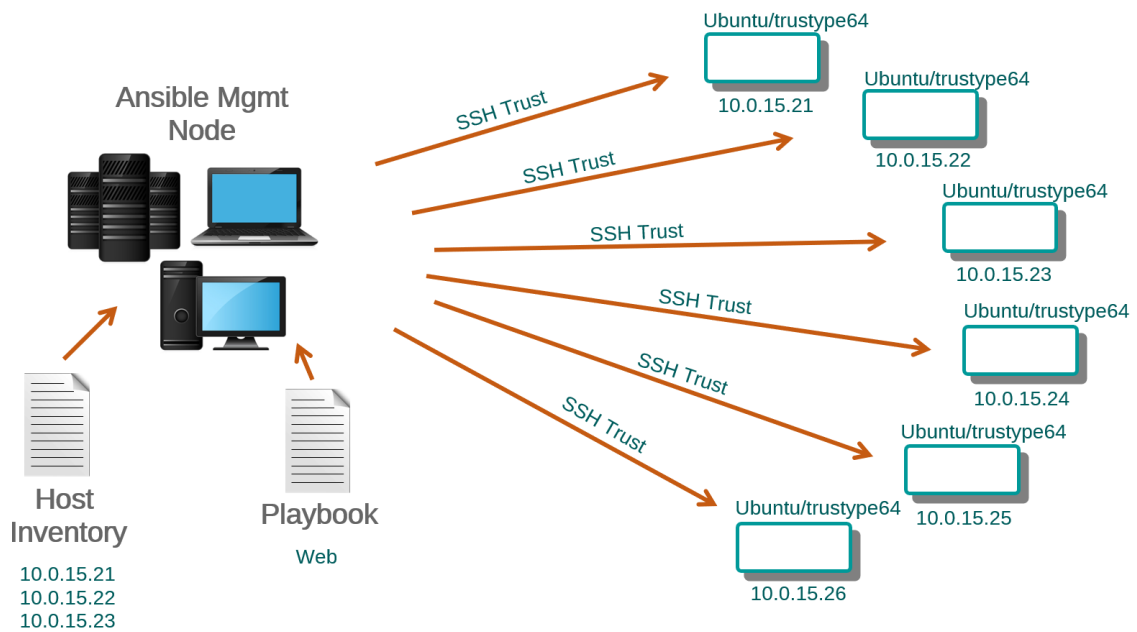 Ansible Mgmt
Node
Host
Inventory
10.0.15.21
10.0.15.22
10.0.15.23
Playbook
Web
SSH Trust
SSH Trust
SSH Trust
SSH Trust
SSH Trust
SSH Trust
Ubuntu/trustype64
10.0.15.21
Ubuntu/trustype64
10.0.15.22
Ubuntu/trustype64
10.0.15.23
Ubuntu/trustype64
10.0.15.24
Ubuntu/trustype64
10.0.15.25
Ubuntu/trustype64
10.0.15.26